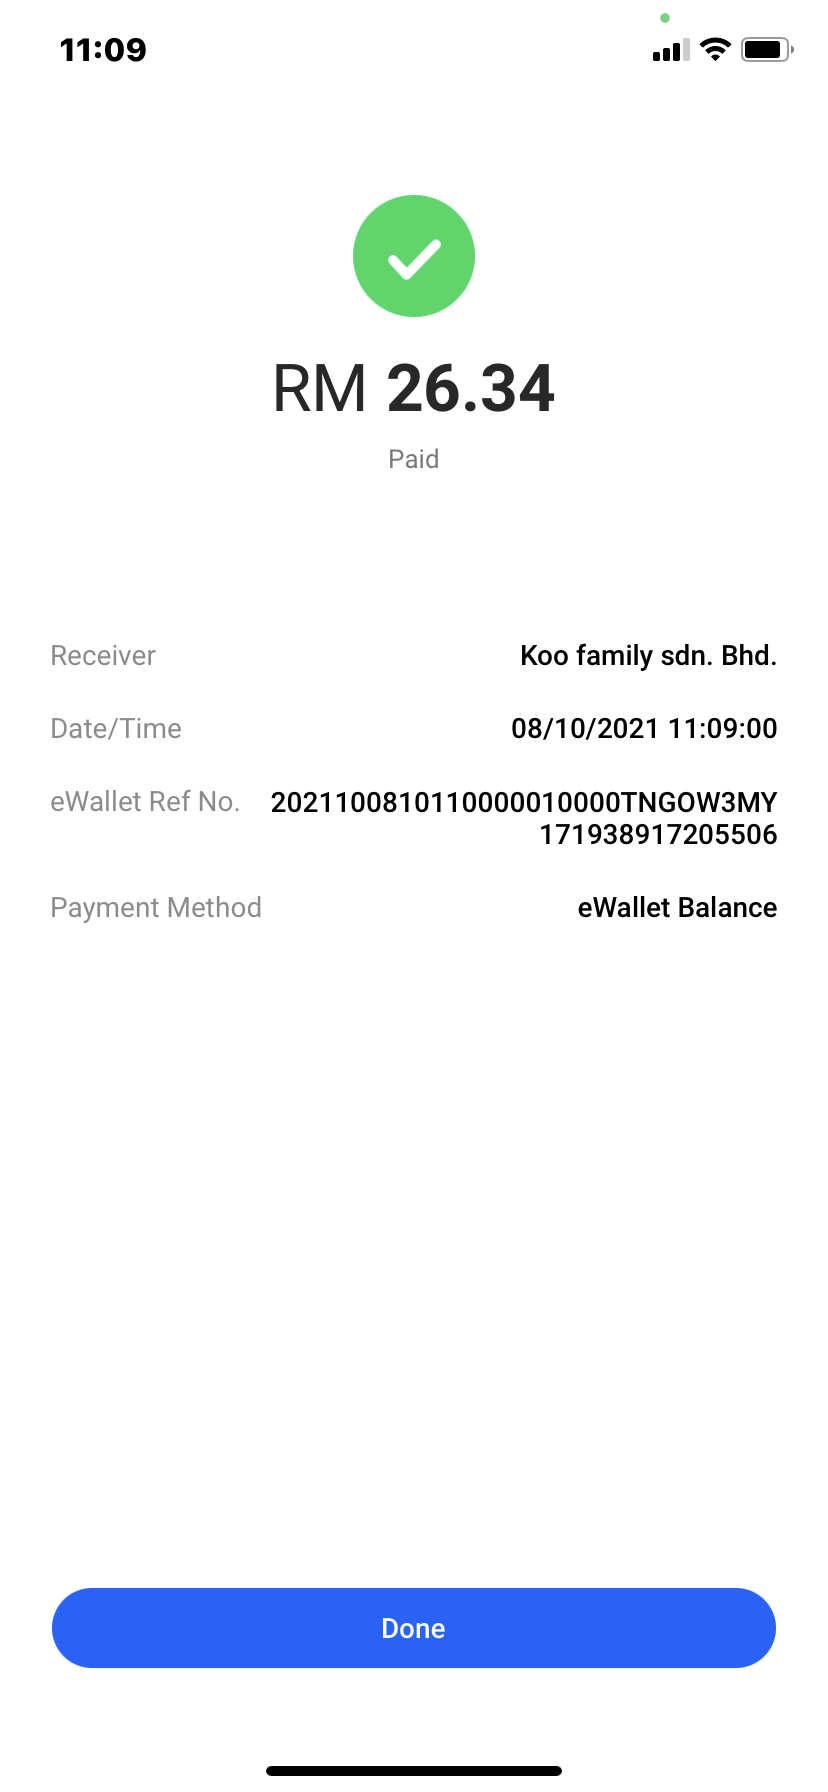 11:09
RM 26.34
Paid
Receiver Koo family sdn. Bhd.
Date/Time 08/10/2021 11:09:00
eWallet Ref No. 20211008101110000010000TNGOW3MY
171938917205506
Payment Method eWallet Balance
Done